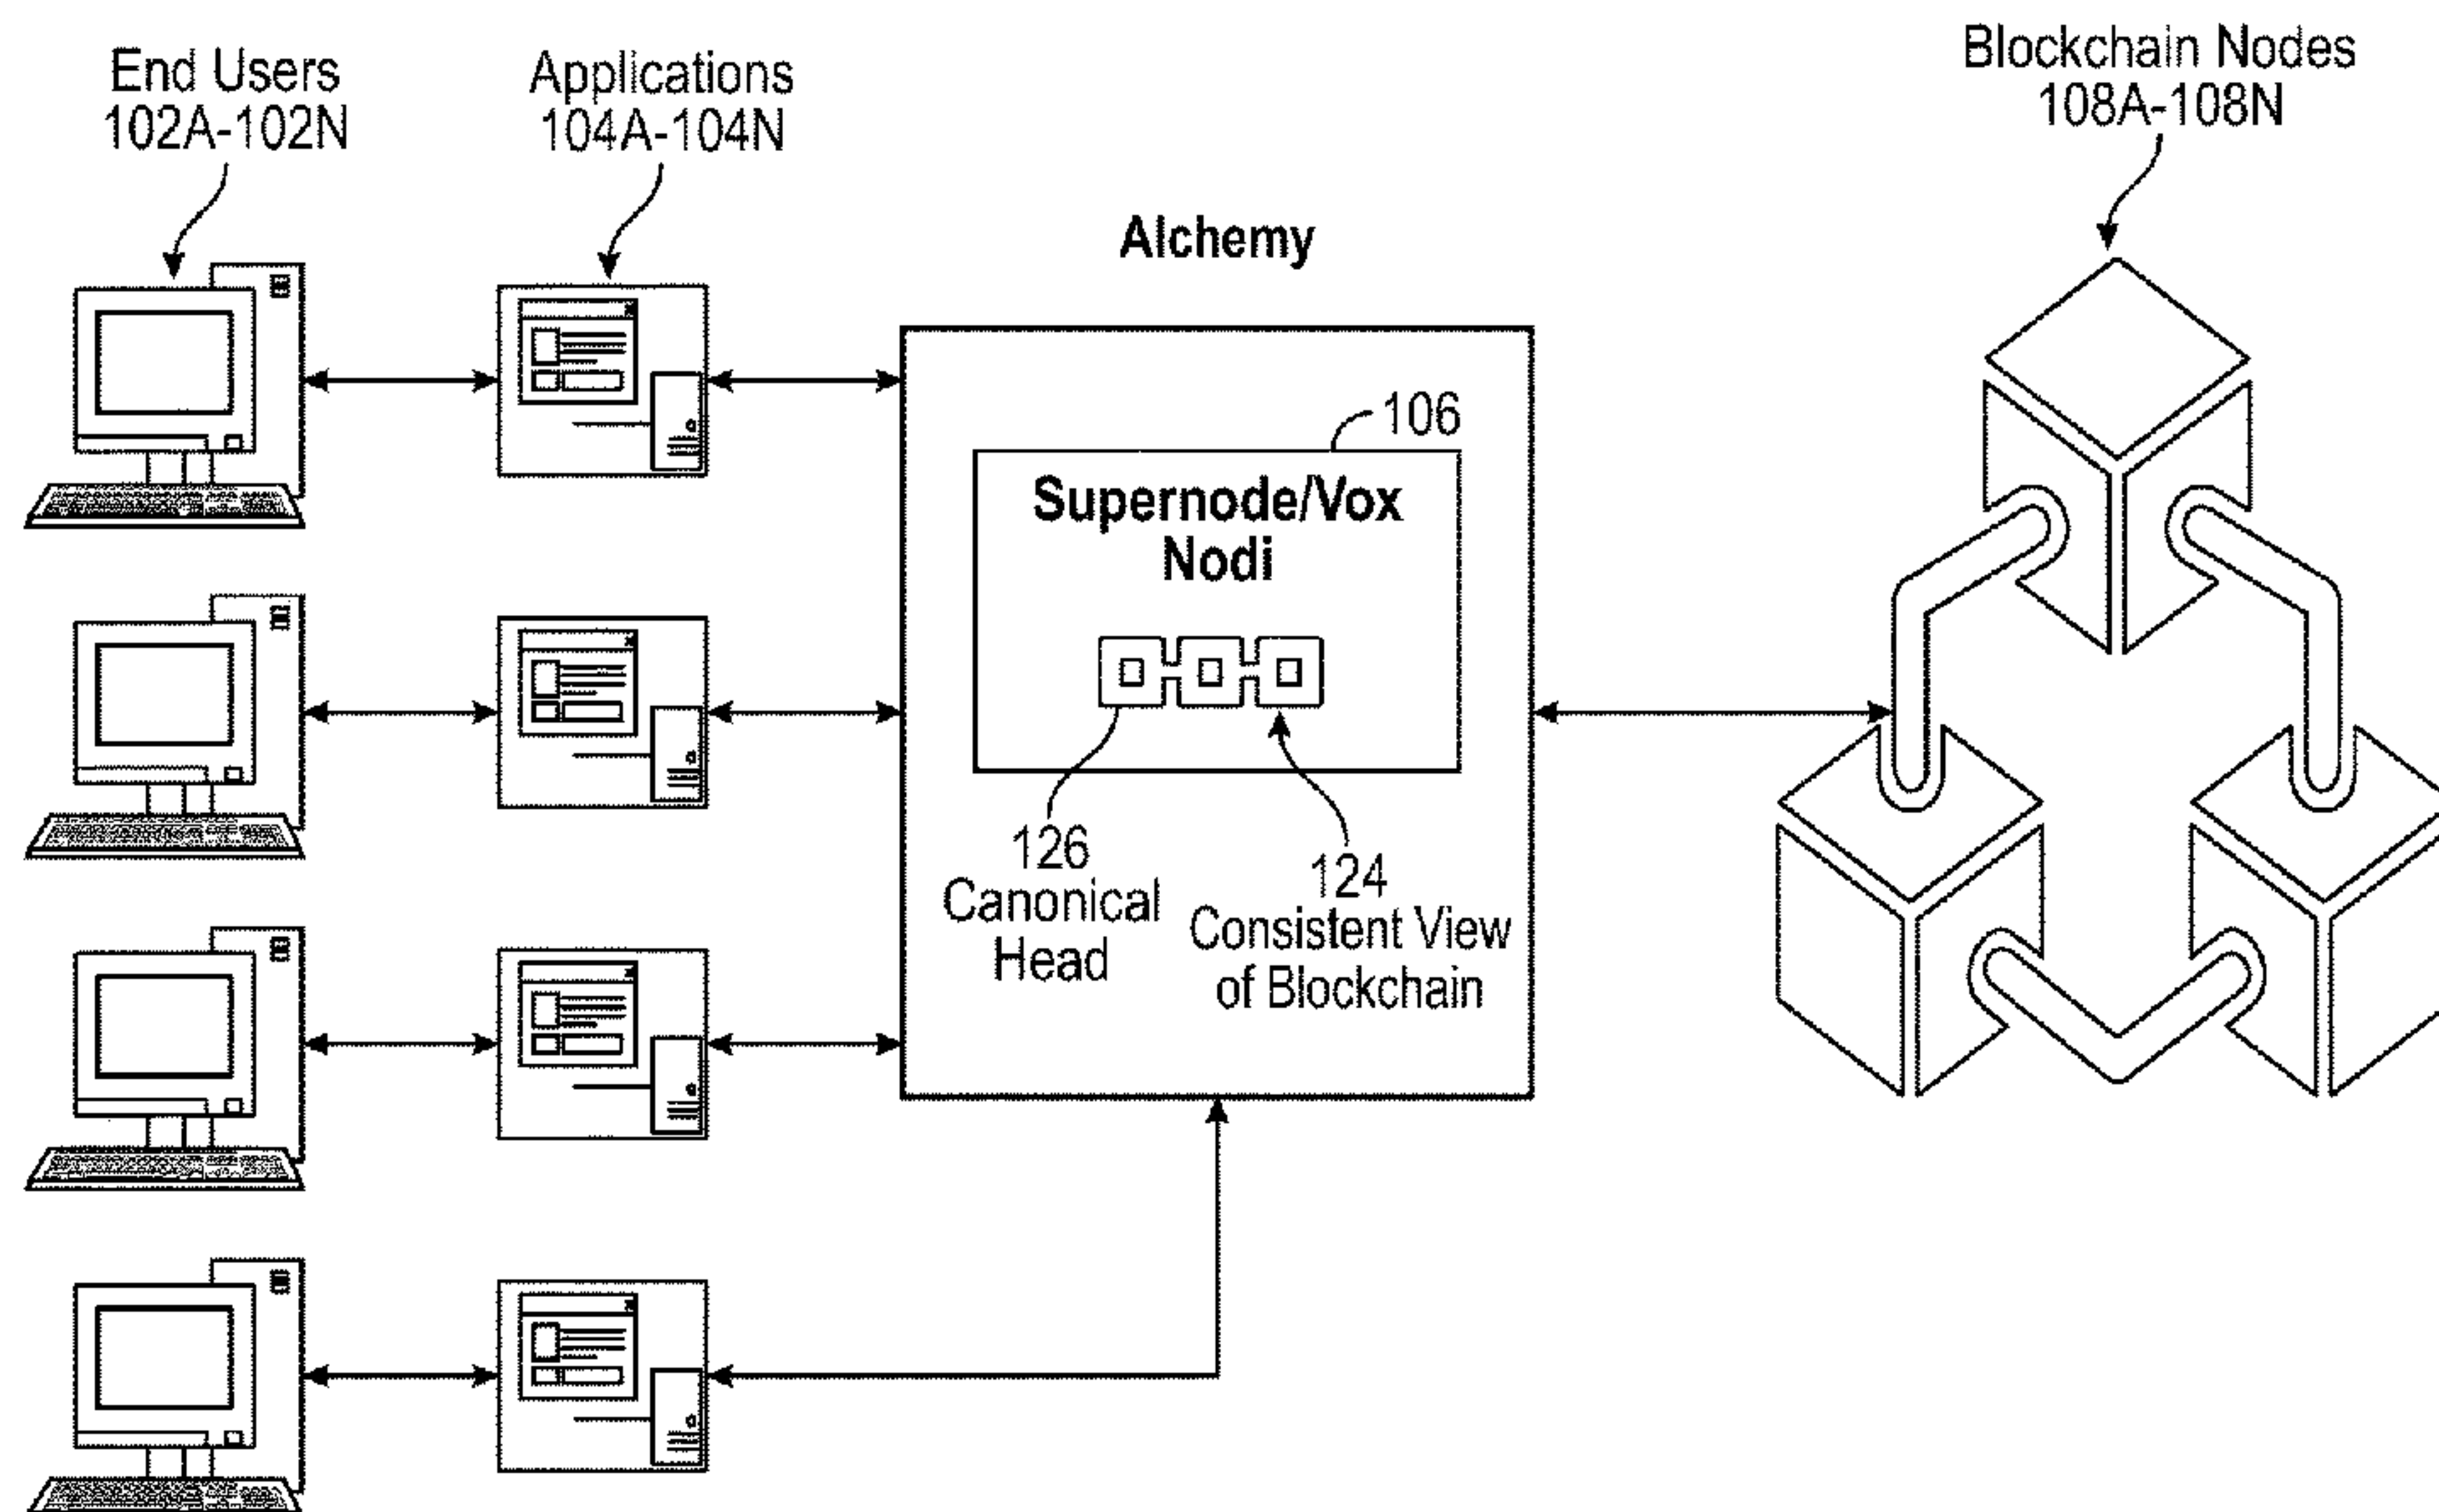 End Users
102A-102N
Applications
104A-104N
Blockchain Nodes
108A-108N
Alchemy
106
Supernode/Vox
Nodi
126
Canonical
Head
124
Consistent View
of Blockchain